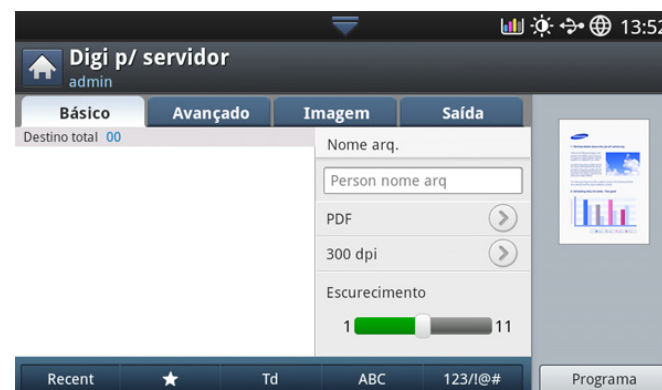 13:52
Digi p/ servidor
admin
Básico
Avançado
Imagem
Saída
Destino total 00
Nome arq.
Person nome arq
PDF
300 dpi
Escurecimento
1
11
Recent
Td
ABC
123/!@#
Programa